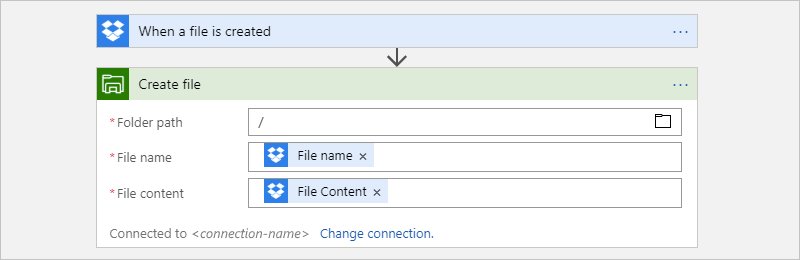 When a file is created
...
Create file
...
*Folder path
/
*File name
File name ×
*File content
File Content ×
Connected to <connection-name> Change connection.